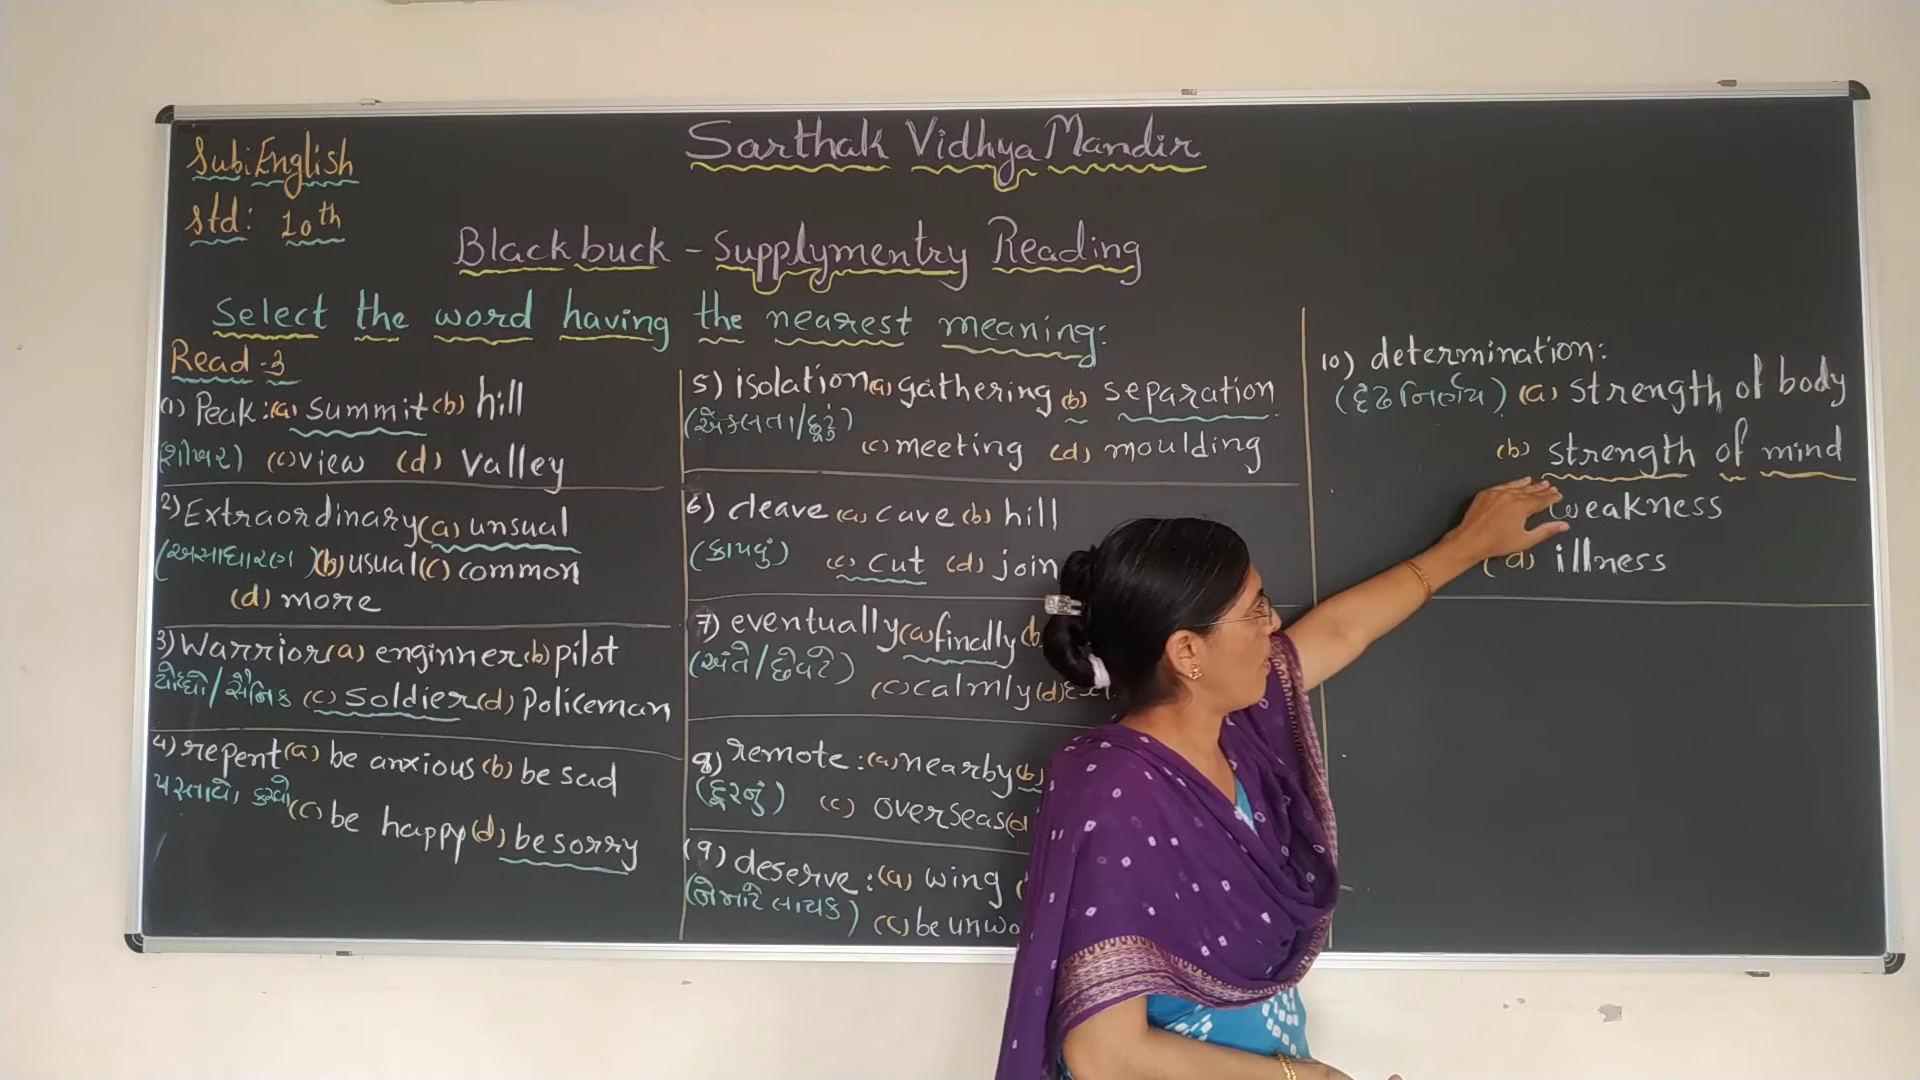 Sub: English
Std: 10th
Sarthak Vidhya Mandir
Blackbuck - Supplymentry Reading
Select the word having the nearest meaning:
Read-3
(1) Peak: (a) Summit (b) hill
(શીખર) (c) view (d) valley
2) Extraordinary (a) unsual
(અસાધારણ) (b) usual (c) common
(d) more
3) Warrior (a) enginner (b) pilot
યોદ્ધો/સૈનિક (c) Soldier (d) Policeman
4) repent (a) be anxious (b) be sad
પસ્તાવો કરવો (c) be happy (d) be sorry
5) isolation (a) gathering (b) separation
(એકલતા/છૂટું) (c) meeting (d) moulding
6) cleave (a) cave (b) hill
(કાપવું) (c) cut (d) join
7) eventually (a) finally (b
(અંતે/છેવટે) (c) calmly (d)
8) remote: (a) nearby (b)
(દૂરનું) (c) overseas (d
(9) deserve: (a) wing (
(ને માટે લાયક) (c) be unwo
10) determination:
(દૃઢ નિર્ણય) (a) strength of body
(b) strength of mind
weakness
(d) illness